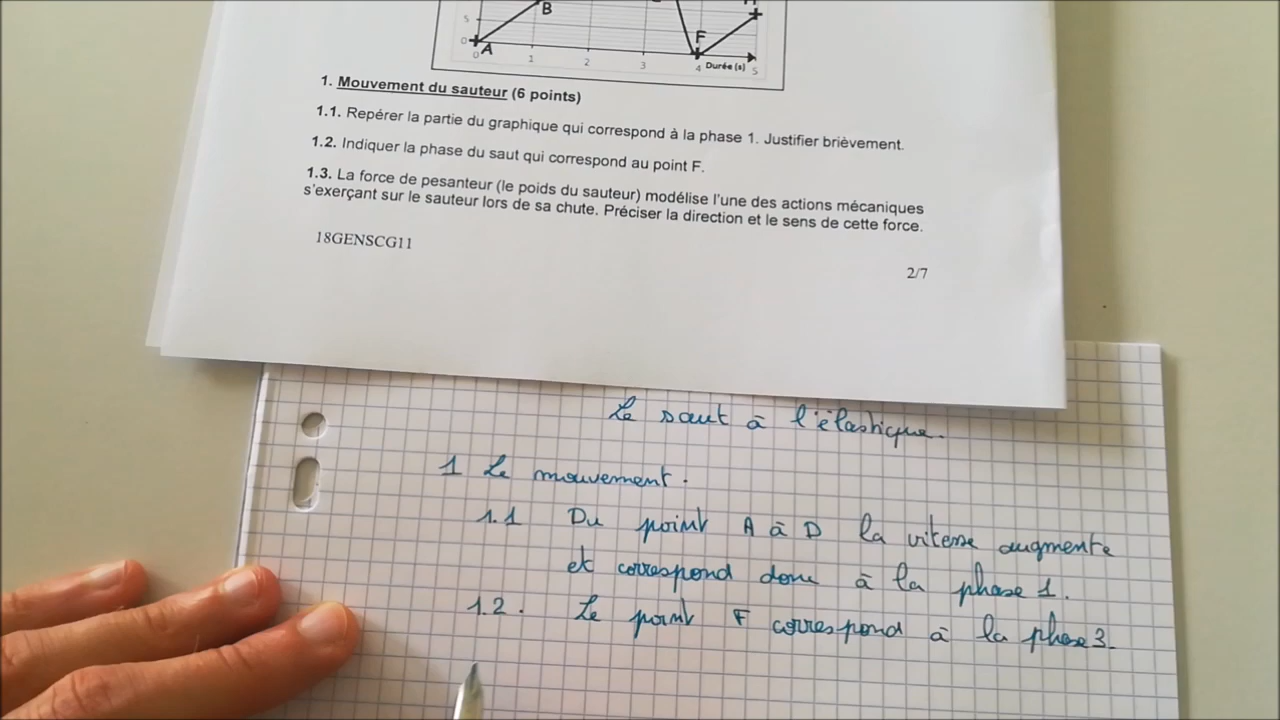 B
5
0
A
0
1
2
3
F
4
Durée (s)
5
1. Mouvement du sauteur (6 points)
1.1. Repérer la partie du graphique qui correspond à la phase 1. Justifier brièvement.
1.2. Indiquer la phase du saut qui correspond au point F.
1.3. La force de pesanteur (le poids du sauteur) modélise l'une des actions mécaniques
s'exerçant sur le sauteur lors de sa chute. Préciser la direction et le sens de cette force.
18GENSCG11
2/7
Le saut à l'élastique.
1 Le mouvement.
1.1 Du point A à D la vitesse augmente
et correspond donc à la phase 1.
1.2. Le point F correspond à la phase 3.